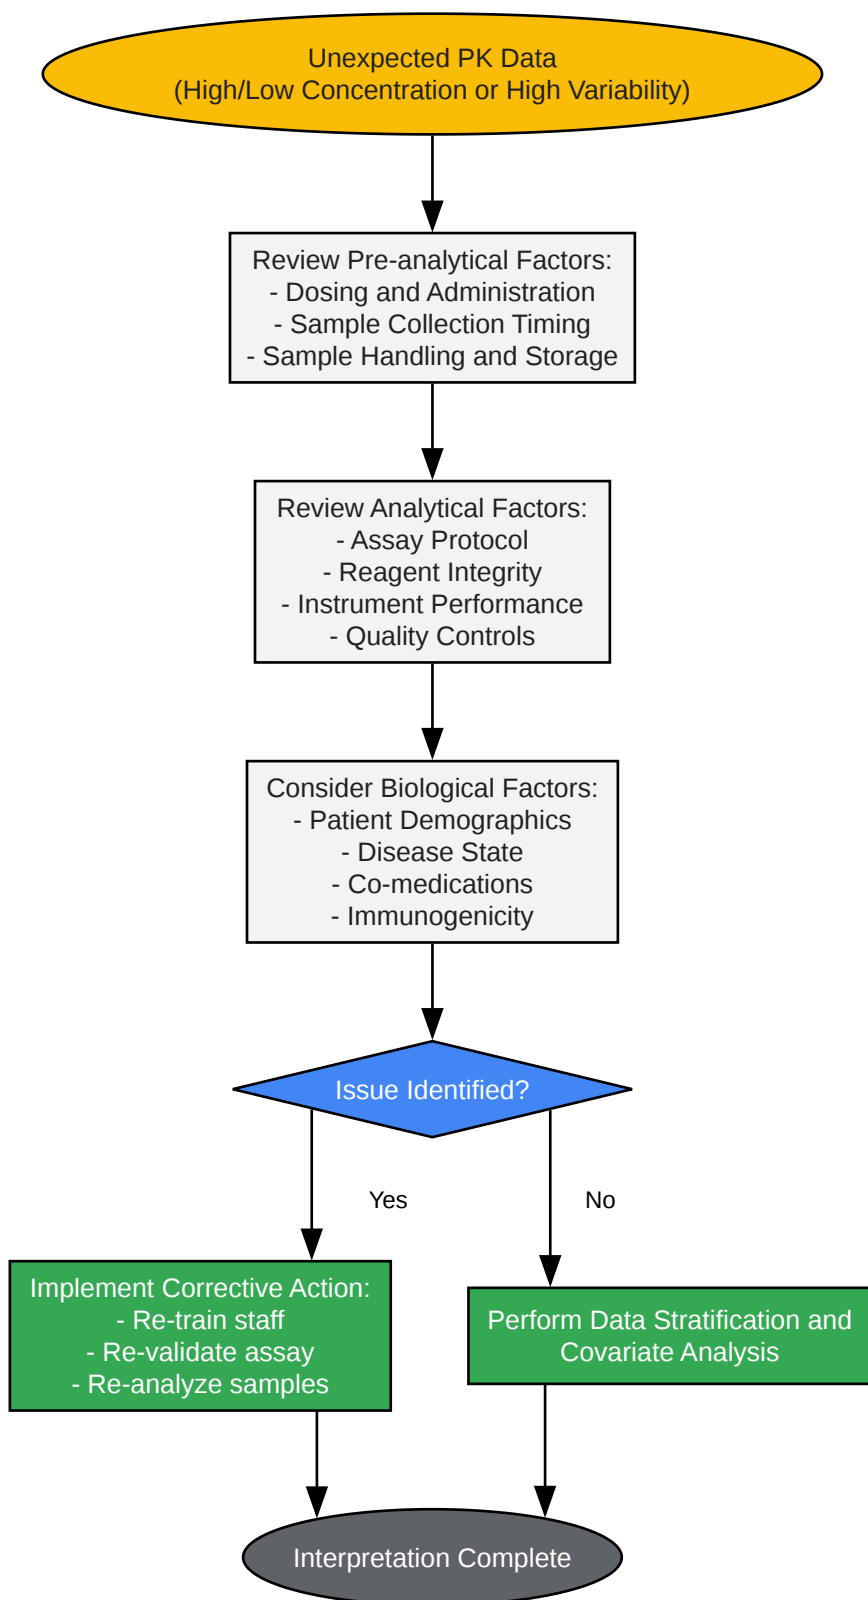 Unexpected PK Data
(High/Low Concentration or High Variability)
Review Pre-analytical Factors:
- Dosing and Administration
- Sample Collection Timing
- Sample Handling and Storage
Review Analytical Factors:
- Assay Protocol
- Reagent Integrity
- Instrument Performance
- Quality Controls
Consider Biological Factors:
- Patient Demographics
- Disease State
- Co-medications
- Immunogenicity
Issue Identified?
Yes
No
Implement Corrective Action:
- Re-train staff
- Re-validate assay
- Re-analyze samples
Perform Data Stratification and
Covariate Analysis
Interpretation Complete